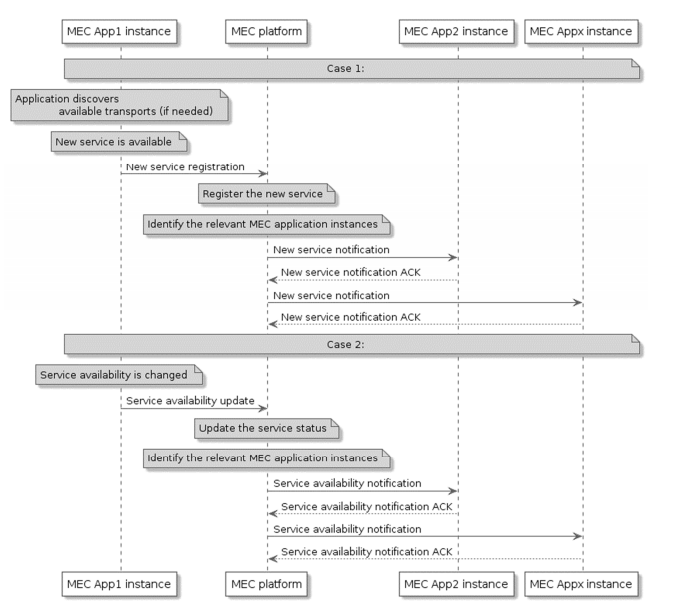 MEC App1 instance
MEC platform
MEC App2 instance
MEC Appx instance
Case 1:
Application discovers
available transports (if needed)
New service is available
New service registration
Register the new service
Identify the relevant MEC application instances
New service notification
New service notification ACK
New service notification
New service notification ACK
Case 2:
Service availability is changed
Service availability update
Update the service status
Identify the relevant MEC application instances
Service availability notification
Service availability notification ACK
Service availability notification
Service availability notification ACK
MEC App1 instance
MEC platform
MEC App2 instance
MEC Appx instance